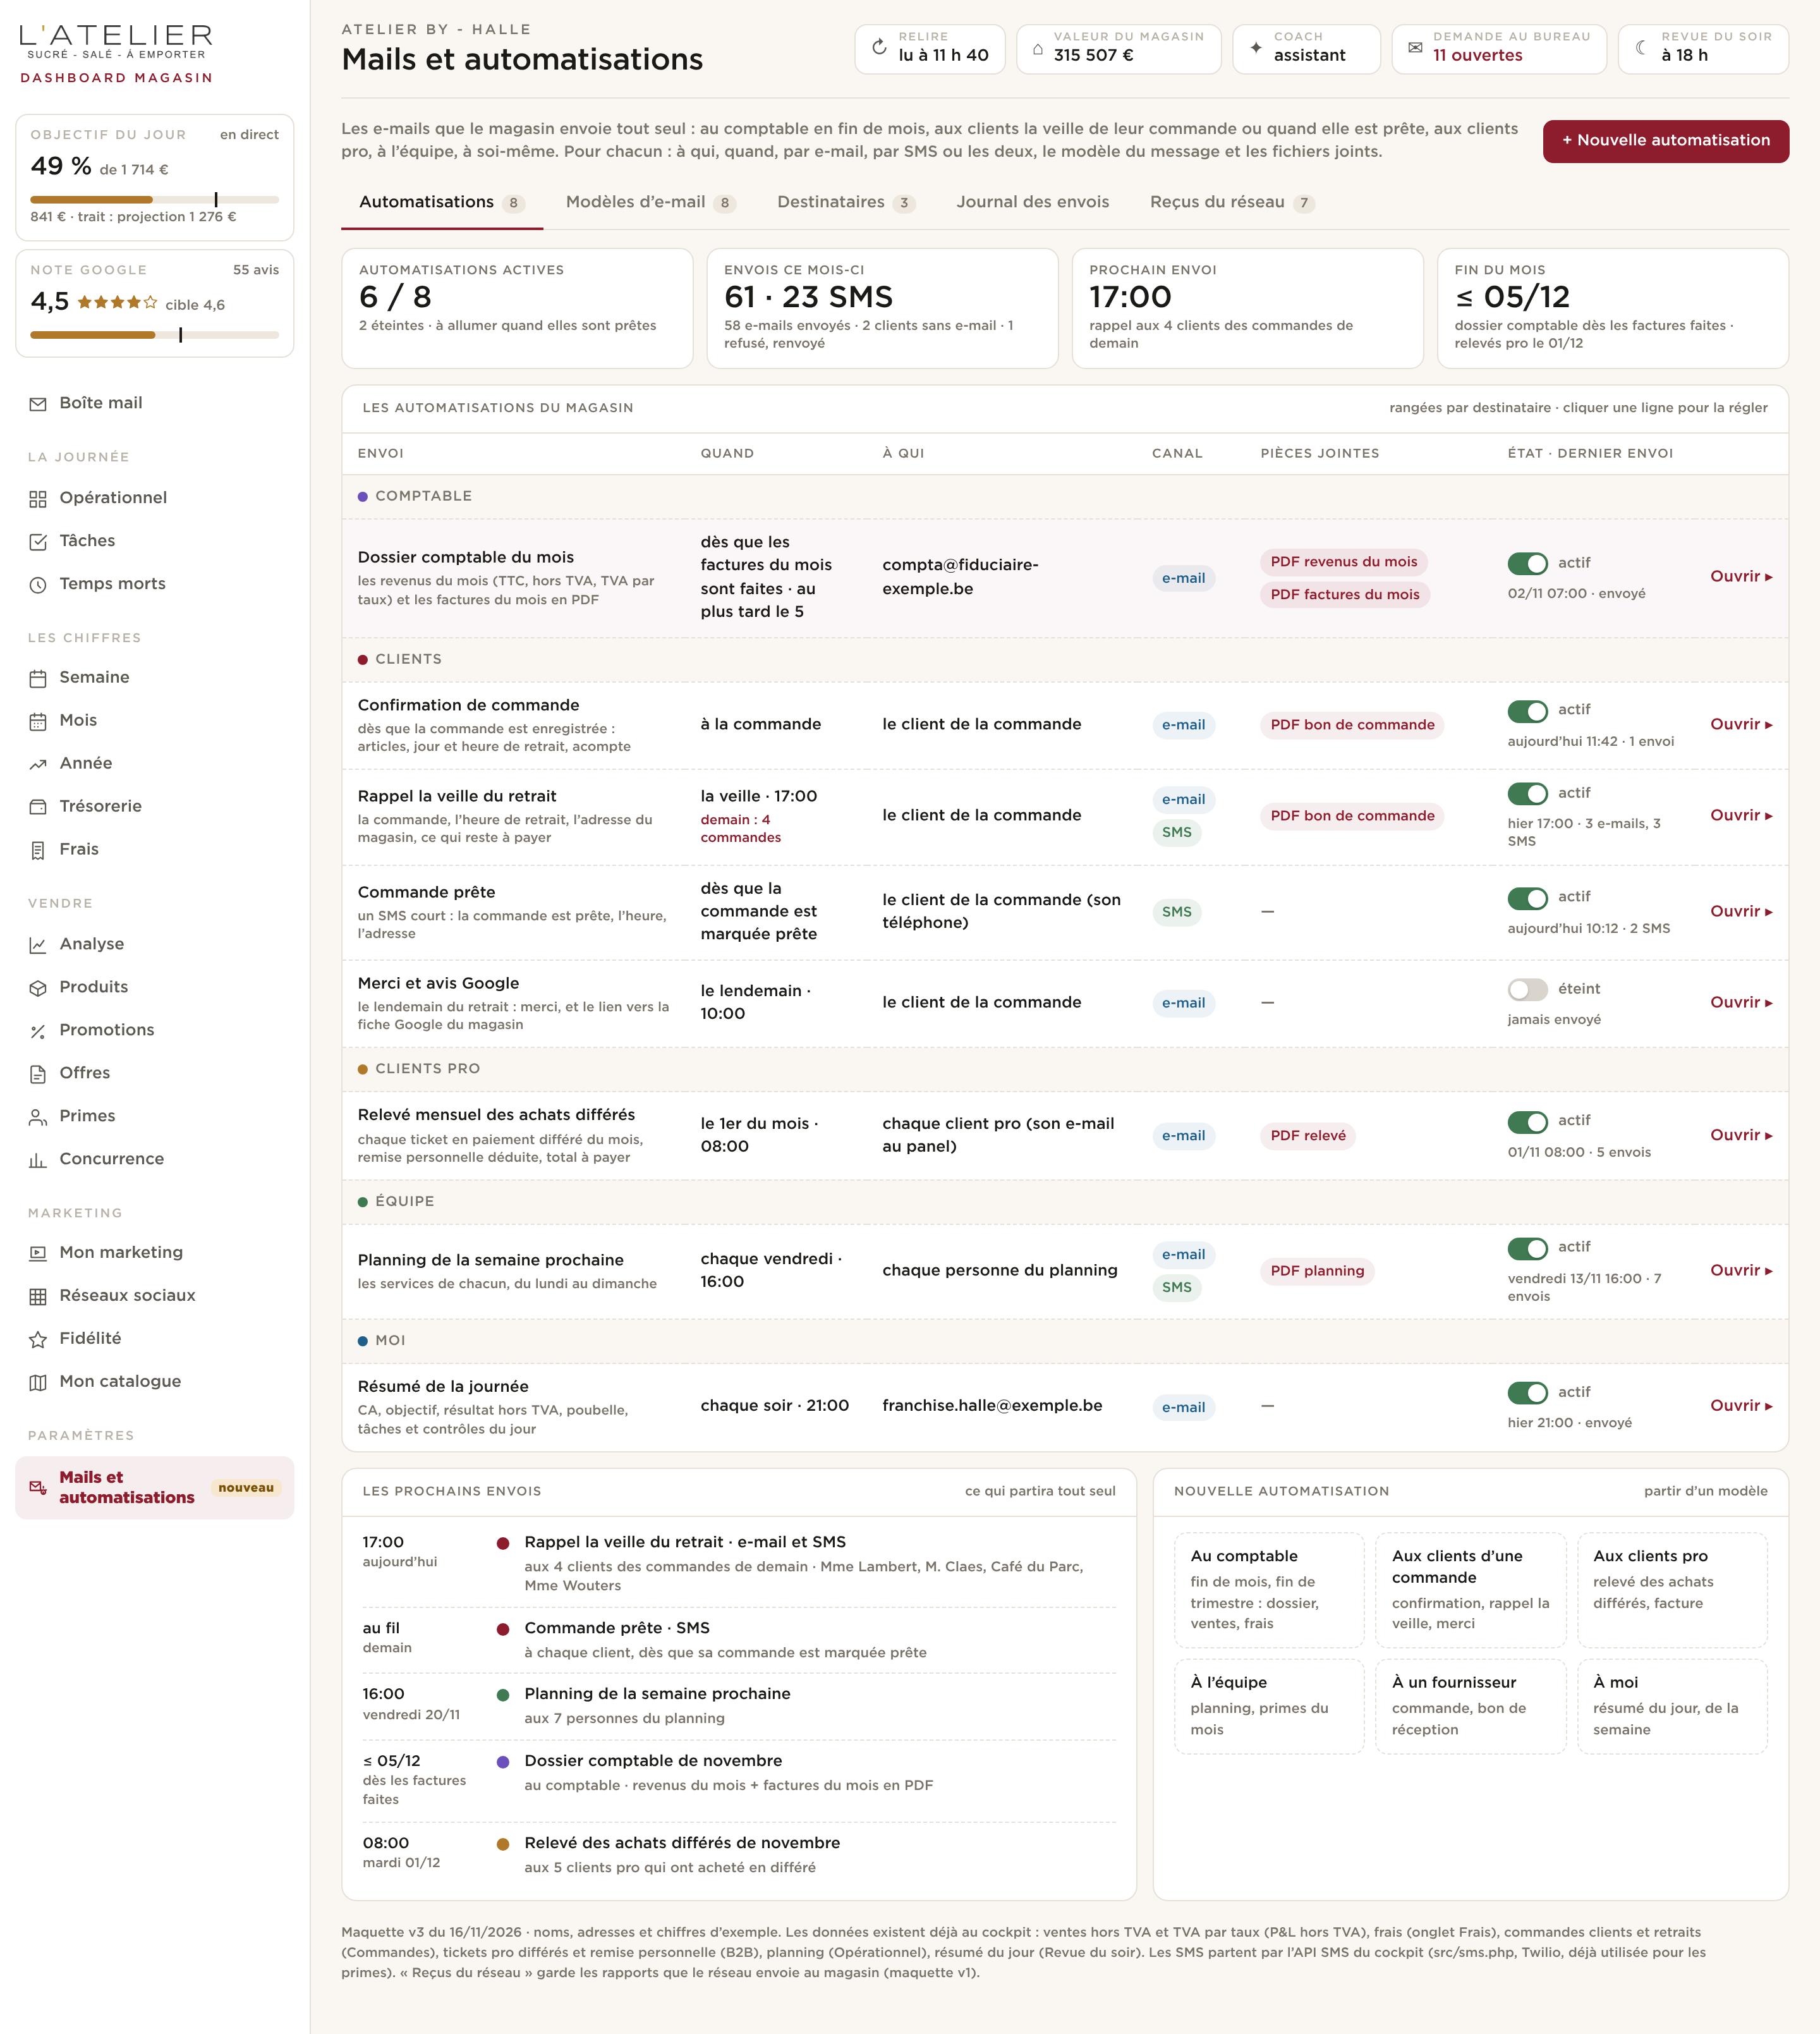 L'ATELIER
SUCRÉ - SALÉ - À EMPORTER
DASHBOARD MAGASIN
OBJECTIF DU JOUR
en direct
49 % de 1 714 €
841 € · trait : projection 1 276 €
NOTE GOOGLE
55 avis
4,5 ★★★★☆ cible 4,6
Boîte mail
LA JOURNÉE
Opérationnel
Tâches
Temps morts
LES CHIFFRES
Semaine
Mois
Année
Trésorerie
Frais
VENDRE
Analyse
Produits
Promotions
Offres
Primes
Concurrence
MARKETING
Mon marketing
Réseaux sociaux
Fidélité
Mon catalogue
PARAMÈTRES
Mails et
automatisations
nouveau
ATELIER BY - HALLE
Mails et automatisations
RELIRE
lu à 11 h 40
VALEUR DU MAGASIN
315 507 €
COACH
assistant
DEMANDE AU BUREAU
11 ouvertes
REVUE DU SOIR
à 18 h
Les e-mails que le magasin envoie tout seul : au comptable en fin de mois, aux clients la veille de leur commande ou quand elle est prête, aux clients
pro, à l’équipe, à soi-même. Pour chacun : à qui, quand, par e-mail, par SMS ou les deux, le modèle du message et les fichiers joints.
+ Nouvelle automatisation
Automatisations 8
Modèles d’e-mail 8
Destinataires 3
Journal des envois
Reçus du réseau 7
AUTOMATISATIONS ACTIVES
6 / 8
2 éteintes · à allumer quand elles sont prêtes
ENVOIS CE MOIS-CI
61 · 23 SMS
58 e-mails envoyés · 2 clients sans e-mail · 1
refusé, renvoyé
PROCHAIN ENVOI
17:00
rappel aux 4 clients des commandes de
demain
FIN DU MOIS
≤ 05/12
dossier comptable dès les factures faites ·
relevés pro le 01/12
LES AUTOMATISATIONS DU MAGASIN
rangées par destinataire · cliquer une ligne pour la régler
ENVOI
QUAND
À QUI
CANAL
PIÈCES JOINTES
ÉTAT · DERNIER ENVOI
COMPTABLE
Dossier comptable du mois
les revenus du mois (TTC, hors TVA, TVA par
taux) et les factures du mois en PDF
dès que les
factures du mois
sont faites · au
plus tard le 5
compta@fiduciaire-
exemple.be
e-mail
PDF revenus du mois
PDF factures du mois
actif
02/11 07:00 · envoyé
Ouvrir ▸
CLIENTS
Confirmation de commande
dès que la commande est enregistrée :
articles, jour et heure de retrait, acompte
à la commande
le client de la commande
e-mail
PDF bon de commande
actif
aujourd’hui 11:42 · 1 envoi
Ouvrir ▸
Rappel la veille du retrait
la commande, l’heure de retrait, l’adresse du
magasin, ce qui reste à payer
la veille · 17:00
demain : 4
commandes
le client de la commande
e-mail
SMS
PDF bon de commande
actif
hier 17:00 · 3 e-mails, 3
SMS
Ouvrir ▸
Commande prête
un SMS court : la commande est prête, l’heure,
l’adresse
dès que la
commande est
marquée prête
le client de la commande (son
téléphone)
SMS
—
actif
aujourd’hui 10:12 · 2 SMS
Ouvrir ▸
Merci et avis Google
le lendemain du retrait : merci, et le lien vers la
fiche Google du magasin
le lendemain ·
10:00
le client de la commande
e-mail
—
éteint
jamais envoyé
Ouvrir ▸
CLIENTS PRO
Relevé mensuel des achats différés
chaque ticket en paiement différé du mois,
remise personnelle déduite, total à payer
le 1er du mois ·
08:00
chaque client pro (son e-mail
au panel)
e-mail
PDF relevé
actif
01/11 08:00 · 5 envois
Ouvrir ▸
ÉQUIPE
Planning de la semaine prochaine
les services de chacun, du lundi au dimanche
chaque vendredi ·
16:00
chaque personne du planning
e-mail
SMS
PDF planning
actif
vendredi 13/11 16:00 · 7
envois
Ouvrir ▸
MOI
Résumé de la journée
CA, objectif, résultat hors TVA, poubelle,
tâches et contrôles du jour
chaque soir · 21:00
franchise.halle@exemple.be
e-mail
—
actif
hier 21:00 · envoyé
Ouvrir ▸
LES PROCHAINS ENVOIS
ce qui partira tout seul
17:00
aujourd’hui
Rappel la veille du retrait · e-mail et SMS
aux 4 clients des commandes de demain · Mme Lambert, M. Claes, Café du Parc,
Mme Wouters
au fil
demain
Commande prête · SMS
à chaque client, dès que sa commande est marquée prête
16:00
vendredi 20/11
Planning de la semaine prochaine
aux 7 personnes du planning
≤ 05/12
dès les factures
faites
Dossier comptable de novembre
au comptable · revenus du mois + factures du mois en PDF
08:00
mardi 01/12
Relevé des achats différés de novembre
aux 5 clients pro qui ont acheté en différé
NOUVELLE AUTOMATISATION
partir d’un modèle
Au comptable
fin de mois, fin de
trimestre : dossier,
ventes, frais
Aux clients d’une
commande
confirmation, rappel la
veille, merci
Aux clients pro
relevé des achats
différés, facture
À l’équipe
planning, primes du
mois
À un fournisseur
commande, bon de
réception
À moi
résumé du jour, de la
semaine
Maquette v3 du 16/11/2026 · noms, adresses et chiffres d’exemple. Les données existent déjà au cockpit : ventes hors TVA et TVA par taux (P&L hors TVA), frais (onglet Frais), commandes clients et retraits
(Commandes), tickets pro différés et remise personnelle (B2B), planning (Opérationnel), résumé du jour (Revue du soir). Les SMS partent par l’API SMS du cockpit (src/sms.php, Twilio, déjà utilisée pour les
primes). « Reçus du réseau » garde les rapports que le réseau envoie au magasin (maquette v1).